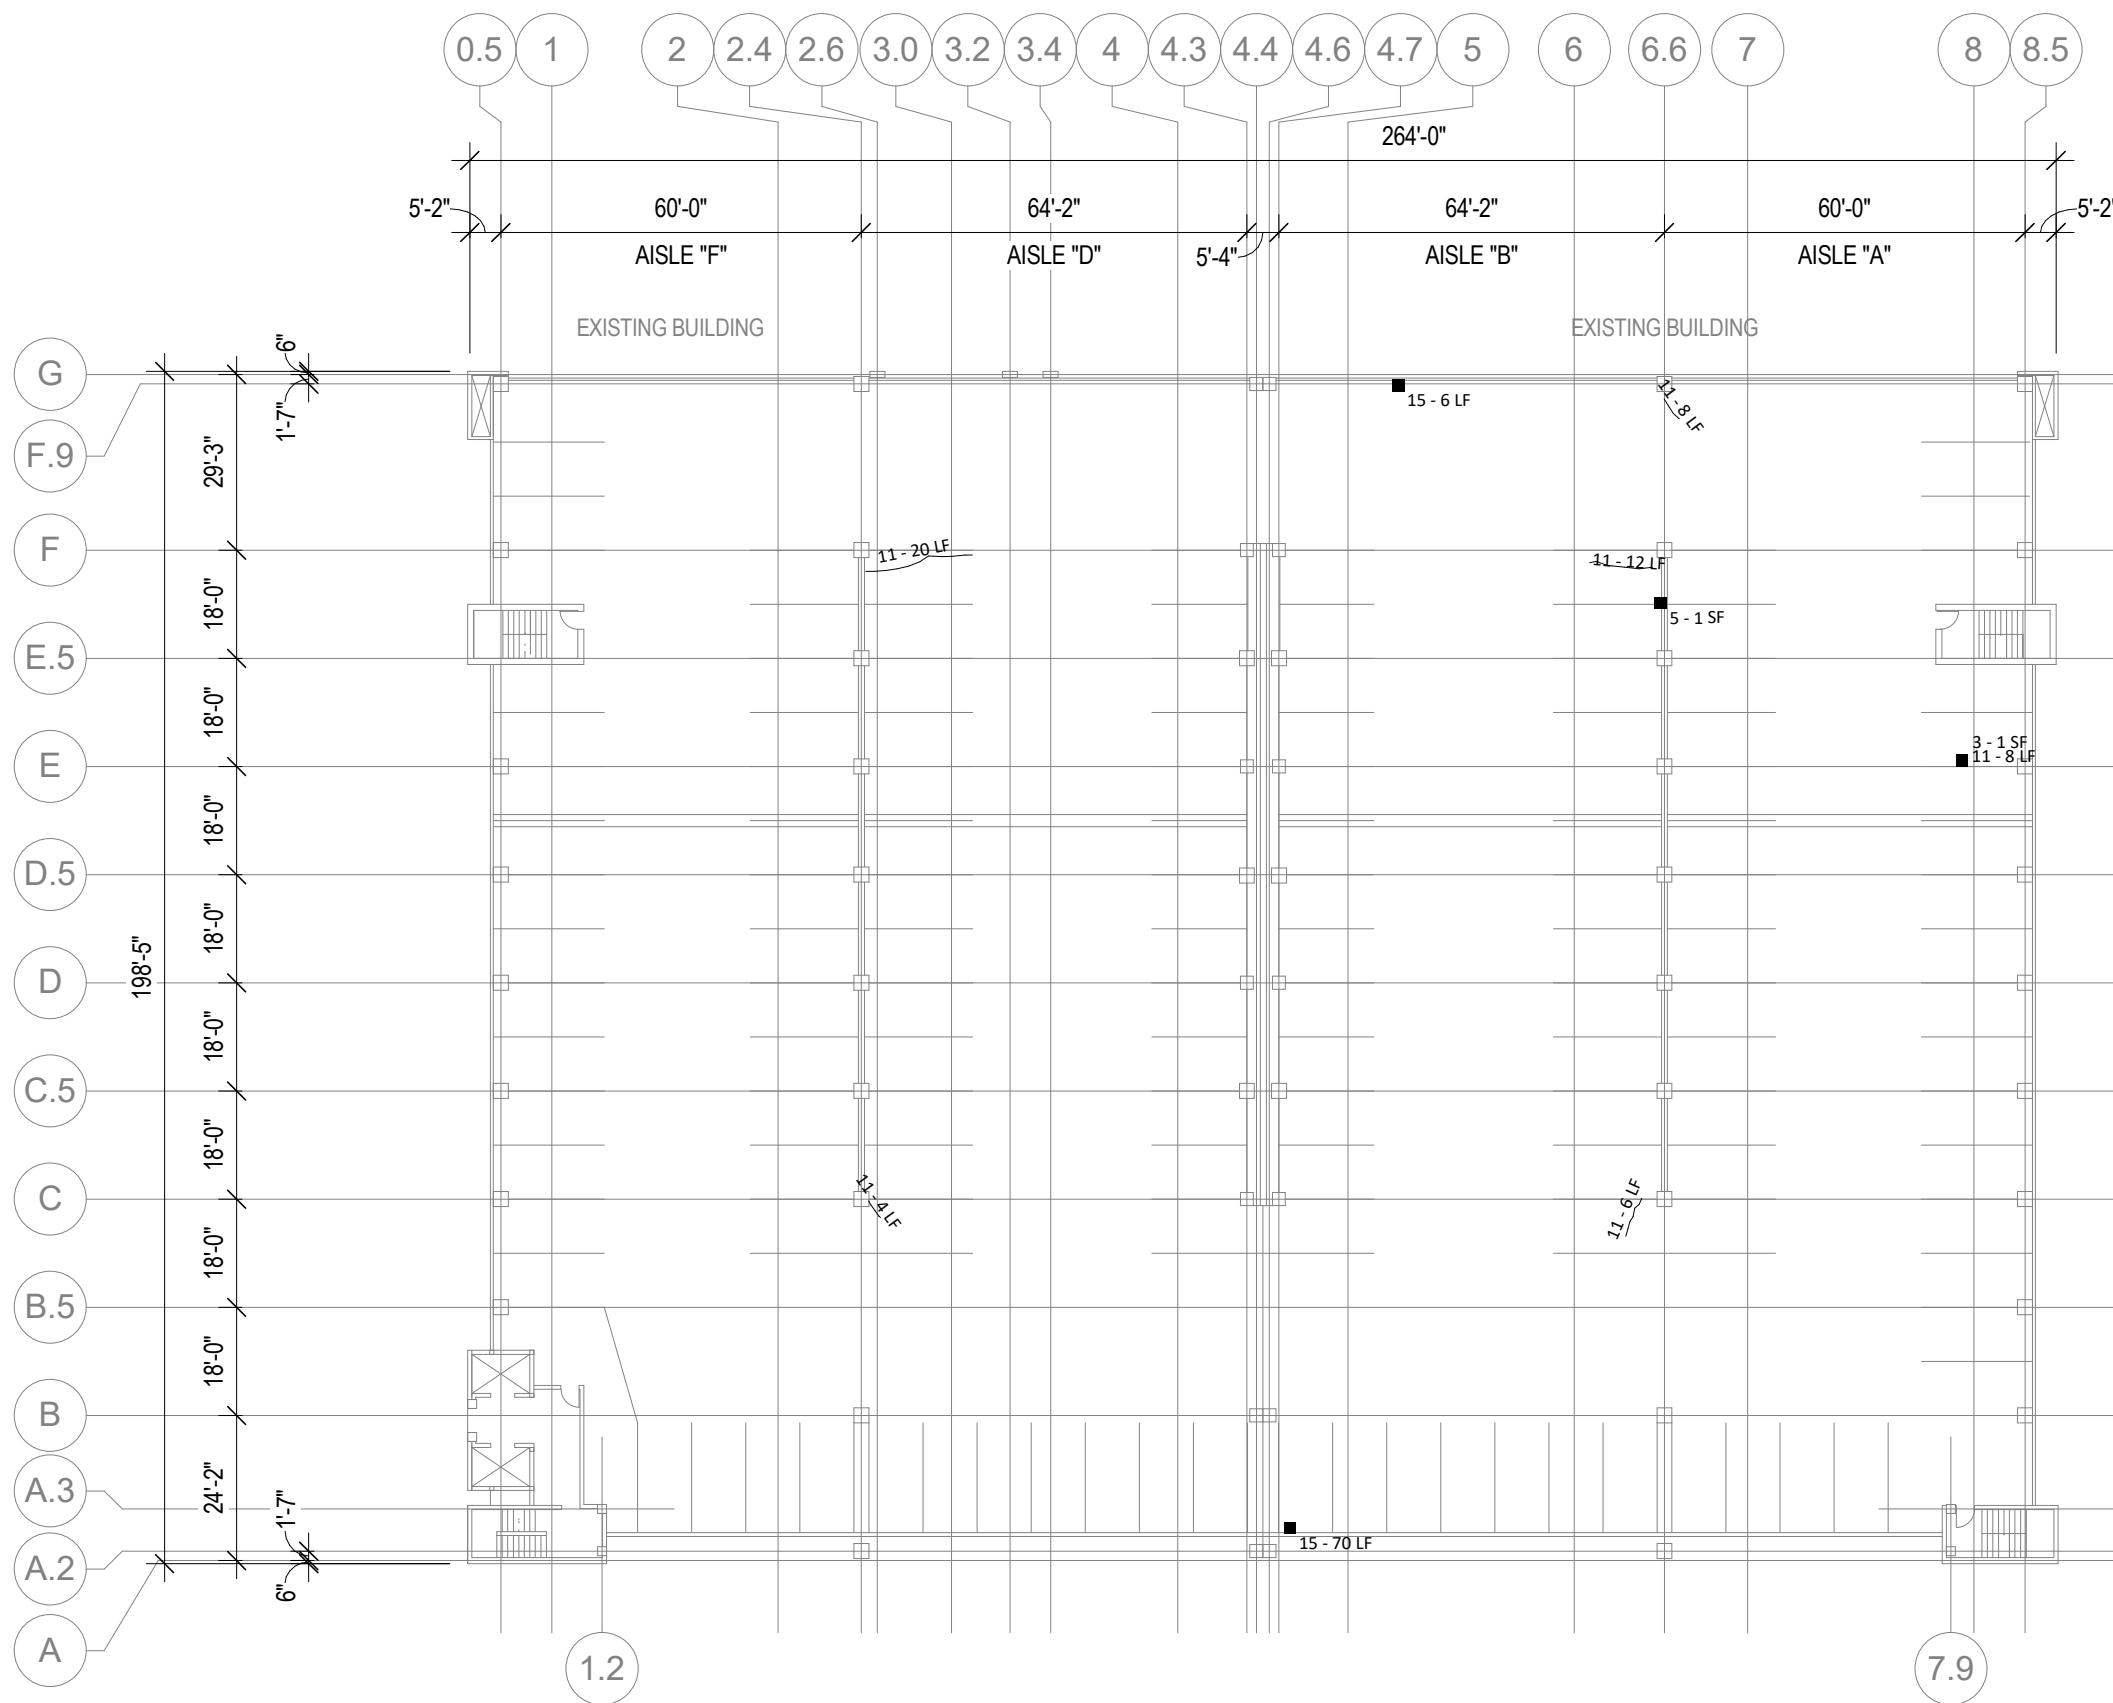 0.5 1 2 2.4 2.6 3.0 3.2 3.4 4 4.3 4.4 4.6 4.7 5 6 6.6 7 8 8.5
264'-0"
5'-2" 60'-0" 64'-2" 64'-2" 60'-0" 5'-2"
AISLE "F" AISLE "D" 5'-4" AISLE "B" AISLE "A"
EXISTING BUILDING EXISTING BUILDING
6"
G
15 - 6 LF
11 - 8 LF
1'-7"
F.9
29'-3"
F
11 - 20 LF
11 - 12 LF
18'-0"
5 - 1 SF
E.5
18'-0"
3 - 1 SF
11 - 8 LF
E
18'-0"
D.5
18'-0"
198'-5"
D
18'-0"
C.5
18'-0"
C
11 - 4 LF
11 - 6 LF
18'-0"
B.5
18'-0"
B
A.3
24'-2"
1'-7"
15 - 70 LF
A.2
6"
A
1.2 7.9